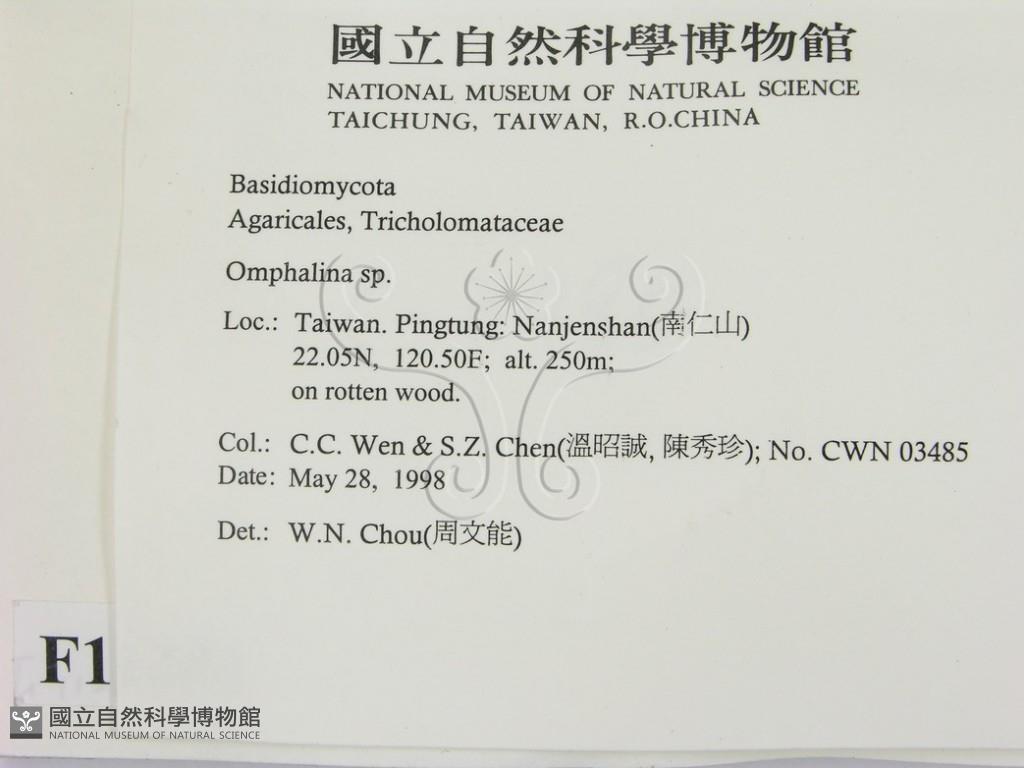 國立自然科學博物館
NATIONAL MUSEUM OF NATURAL SCIENCE
TAICHUNG, TAIWAN, R.O.CHINA
Basidiomycota
Agaricales, Tricholomataceae
Omphalina sp.
Loc.: Taiwan. Pingtung: Nanjenshan(南仁山)
22.05N, 120.50E; alt. 250m;
on rotten wood.
Col.: C.C. Wen & S.Z. Chen(溫昭誠, 陳秀珍); No. CWN 03485
Date: May 28, 1998
Det.: W.N. Chou(周文能)
F1
國立自然科學博物館
NATIONAL MUSEUM OF NATURAL SCIENCE